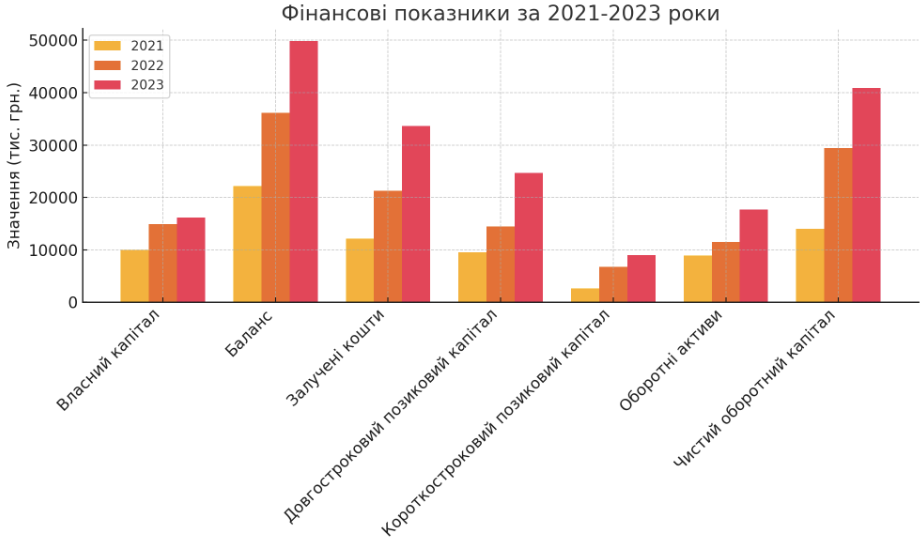 Фінансові показники за 2021-2023 роки
2021
2022
2023
Значення (тис. грн.)
50000
40000
30000
20000
10000
0
Власний капітал
Баланс
Залучені кошти
Довгостроковий позиковий капітал
Короткостроковий позиковий капітал
Оборотні активи
Чистий оборотний капітал